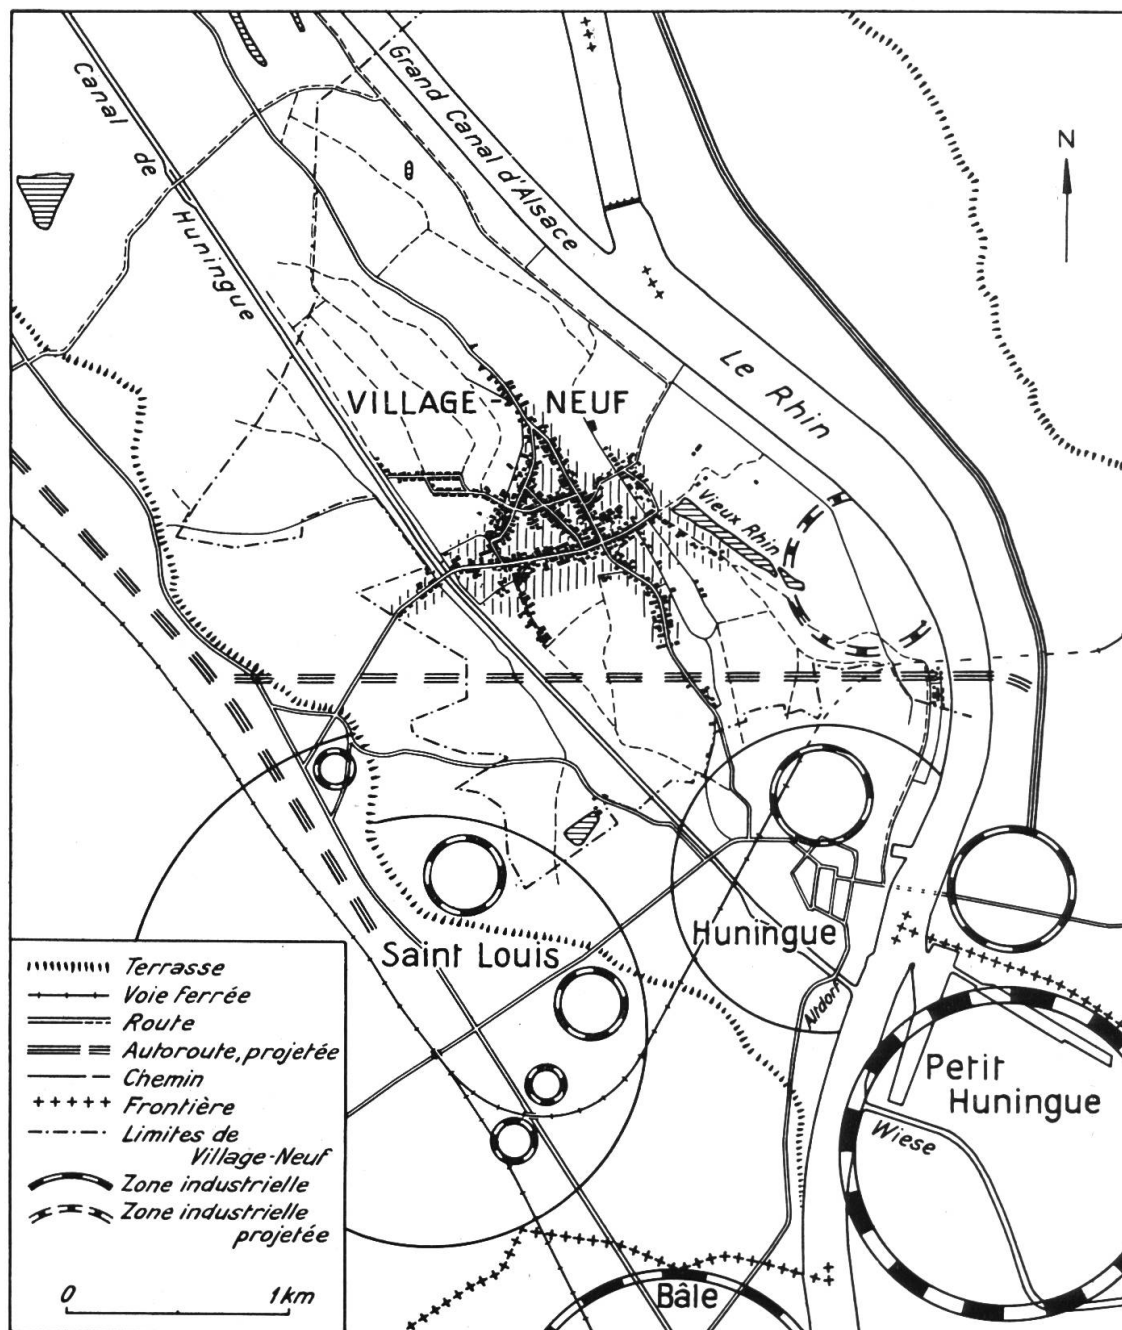 Canal de Huningue
Grand Canal d'Alsace
N
Le Rhin
VILLAGE-NEUF
Vieux Rhin
Saint Louis
Huningue
Altdorf
Petit
Huningue
Wiese
Bâle
Terrasse
Voie ferrée
Route
Autoroute, projetée
Chemin
Frontière
Limites de
Village-Neuf
Zone industrielle
Zone industrielle
projetée
0 1km